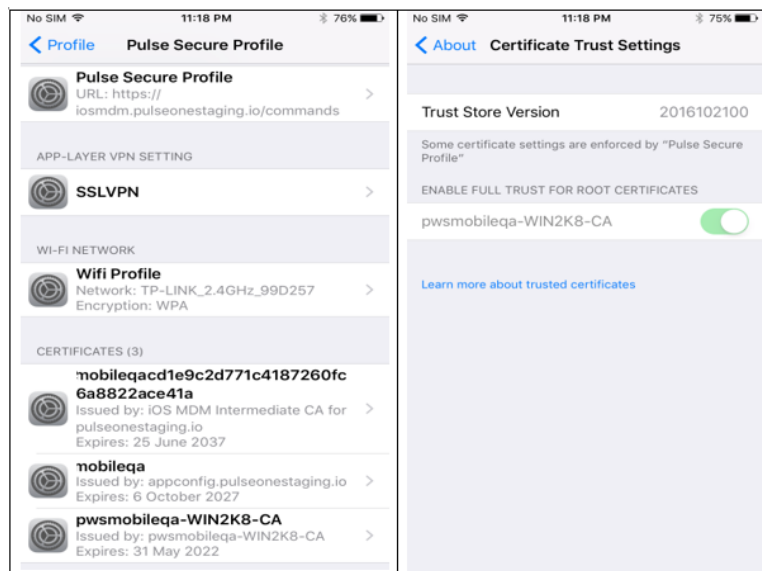 No SIM 11:18 PM 76%
Profile Pulse Secure Profile
Pulse Secure Profile
URL: https://
iosmdm.pulseonestaging.io/commands
APP-LAYER VPN SETTING
SSLVPN
WI-FI NETWORK
Wifi Profile
Network: TP-LINK_2.4GHz_99D257
Encryption: WPA
CERTIFICATES (3)
mobileqacd1e9c2d771c4187260fc
6a8822ace41a
Issued by: iOS MDM Intermediate CA for
pulseonestaging.io
Expires: 25 June 2037
mobileqa
Issued by: appconfig.pulseonestaging.io
Expires: 6 October 2027
pwsmobileqa-WIN2K8-CA
Issued by: pwsmobileqa-WIN2K8-CA
Expires: 31 May 2022
No SIM 11:18 PM 75%
About Certificate Trust Settings
Trust Store Version 2016102100
Some certificate settings are enforced by "Pulse Secure
Profile"
ENABLE FULL TRUST FOR ROOT CERTIFICATES
pwsmobileqa-WIN2K8-CA
Learn more about trusted certificates